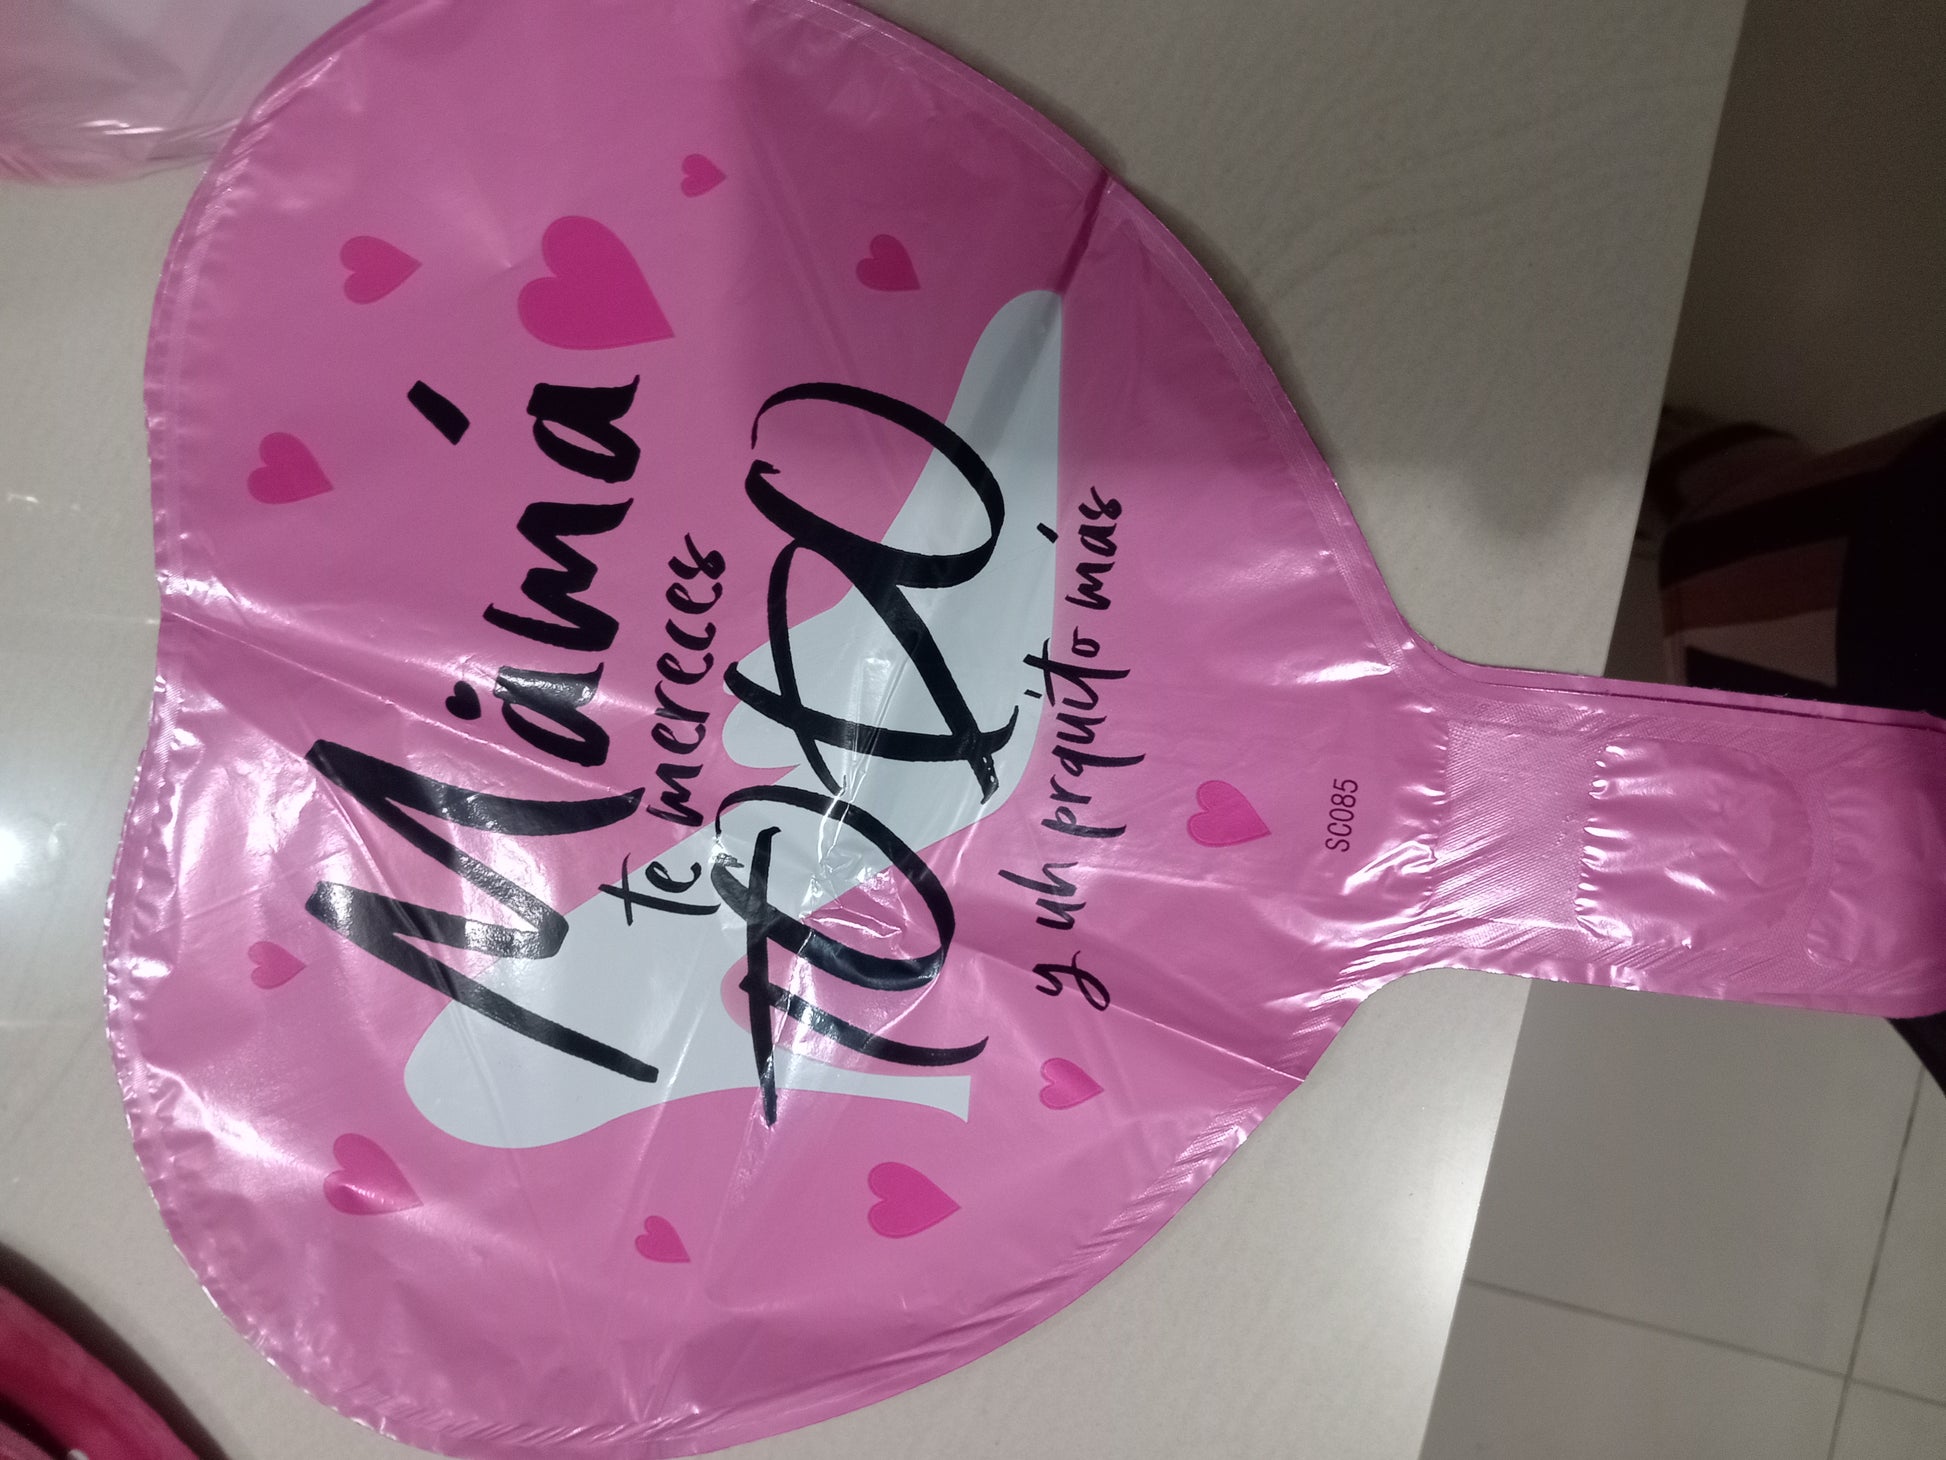 Mamá
te mereces
TODO
y un poquito más
SC085